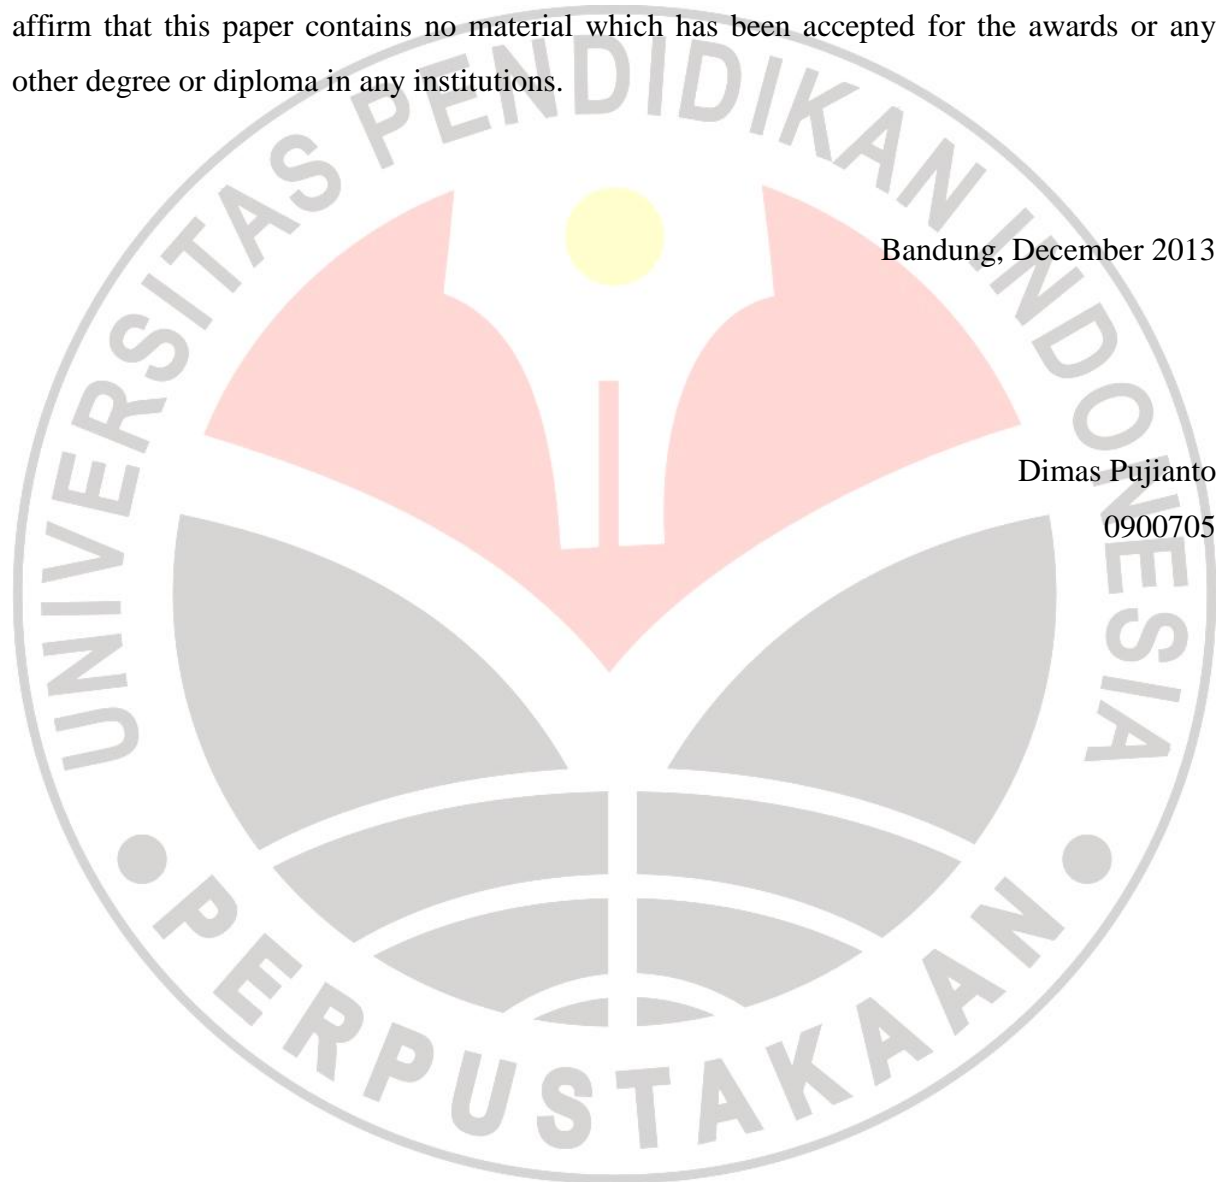 affirm that this paper contains no material which has been accepted for the awards or any
other degree or diploma in any institutions.
Bandung, December 2013
Dimas Pujianto
0900705
UNIVERSITAS PENDIDIKAN INDONESIA
PERPUSTAKAAN